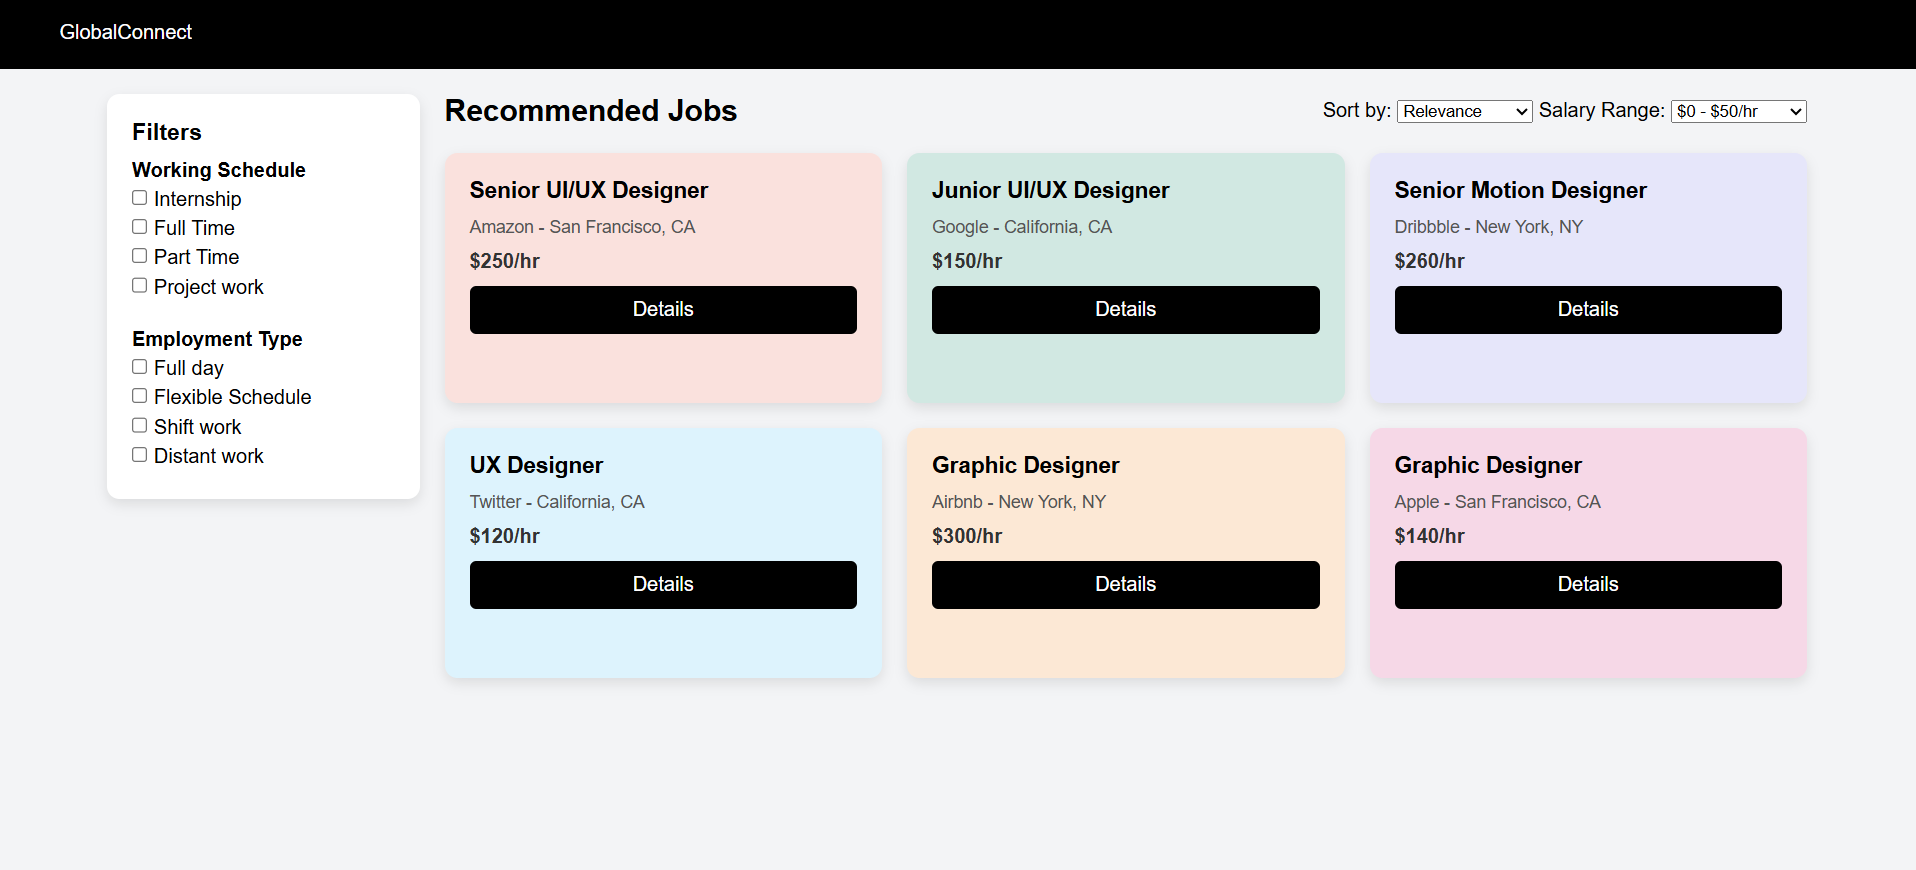 GlobalConnect
Filters
Working Schedule
Internship
Full Time
Part Time
Project work
Employment Type
Full day
Flexible Schedule
Shift work
Distant work
Recommended Jobs
Sort by: Relevance Salary Range: $0 - $50/hr
Senior UI/UX Designer
Amazon - San Francisco, CA
$250/hr
Details
Junior UI/UX Designer
Google - California, CA
$150/hr
Details
Senior Motion Designer
Dribbble - New York, NY
$260/hr
Details
UX Designer
Twitter - California, CA
$120/hr
Details
Graphic Designer
Airbnb - New York, NY
$300/hr
Details
Graphic Designer
Apple - San Francisco, CA
$140/hr
Details